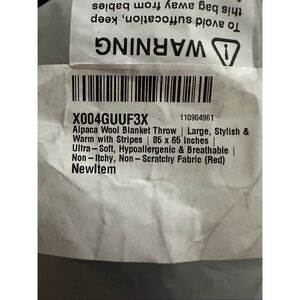 To avoid suffocation, keep
this bag away from babies
WARNING
X004GUUF3X
110904961
Alpaca Wool Blanket Throw | Large, Stylish &
Warm with Stripes | 85 x 65 Inches |
Ultra-Soft, Hypoallergenic & Breathable |
Non-Itchy, Non-Scratchy Fabric (Red)
NewItem